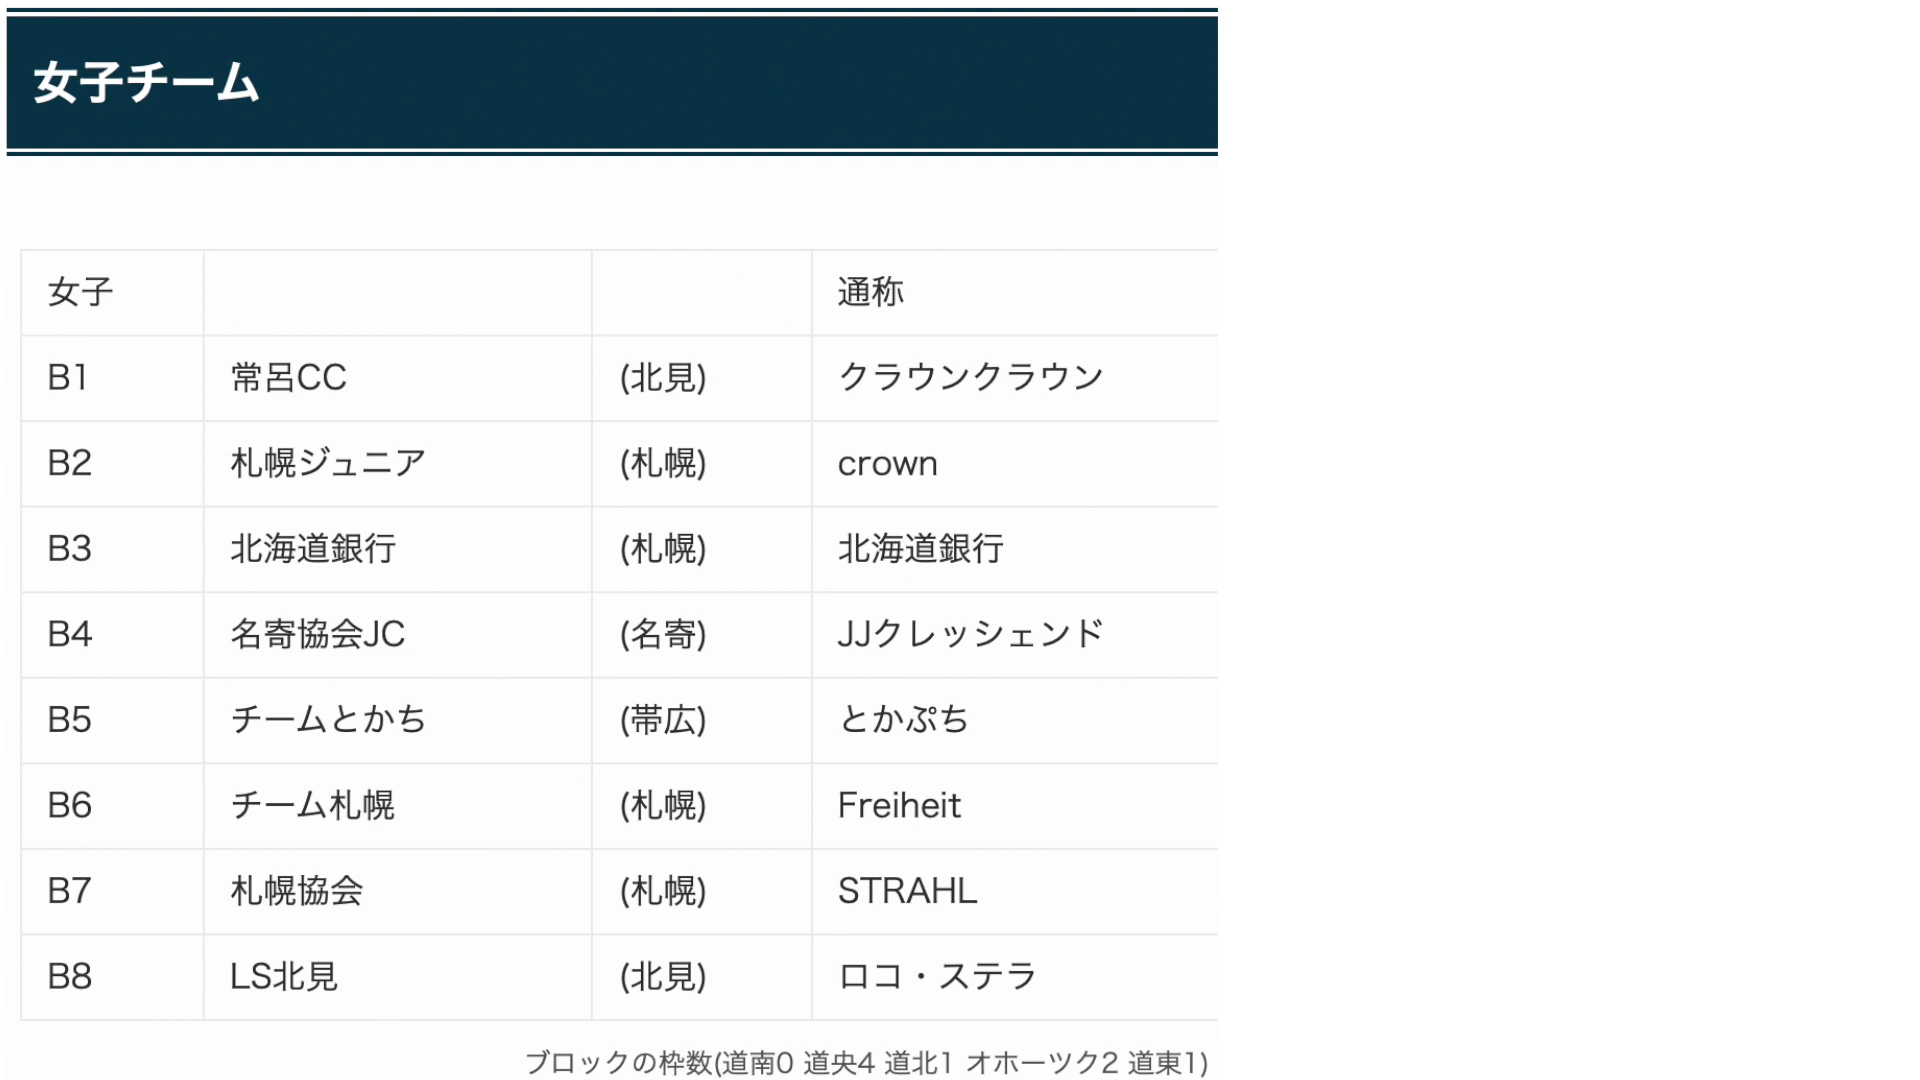 女子チーム
女子 通称
B1 常呂CC (北見) クラウンクラウン
B2 札幌ジュニア (札幌) crown
B3 北海道銀行 (札幌) 北海道銀行
B4 名寄協会JC (名寄) JJクレッシェンド
B5 チームとかち (帯広) とかぷち
B6 チーム札幌 (札幌) Freiheit
B7 札幌協会 (札幌) STRAHL
B8 LS北見 (北見) ロコ・ステラ
ブロックの枠数(道南0 道央4 道北1 オホーツク2 道東1)